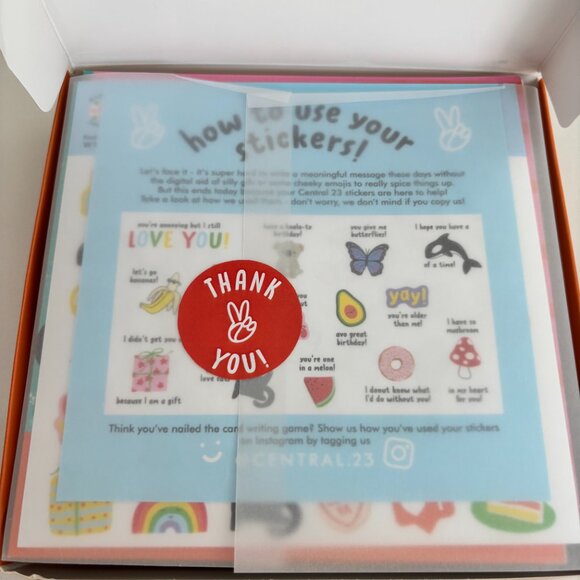 how to use your
stickers!
Let's face it - it's super hard to write a meaningful message these days without
the digital aid of silly gifs or some cheeky emojis to really spice things up.
But this ends today because your Central 23 stickers are here to help!
Take a look at how we used them - don't worry, we don't mind if you copy us!
you're annoying but I still
LOVE YOU!
have a koala-ty
birthday!
you give me
butterflies!
I hope you have a
of a time!
let's go
bananas!
THANK
YOU!
avo great
birthday!
yay!
you're older
than me!
I didn't get you
because I am a gift
you're one
in a melon!
I donut know what
I'd do without you!
I have so
mushroom
in my heart
for you!
Think you've nailed the card writing game? Show us how you've used your stickers
on Instagram by tagging us
@CENTRAL.23